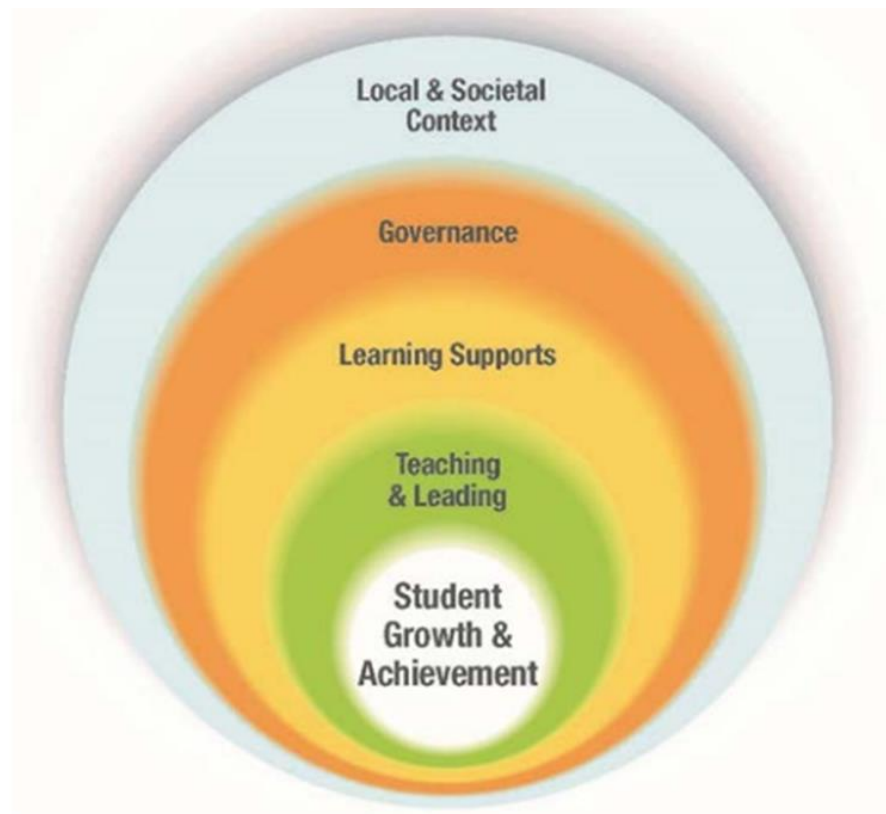 Local & Societal
Context
Governance
Learning Supports
Teaching
& Leading
Student
Growth &
Achievement